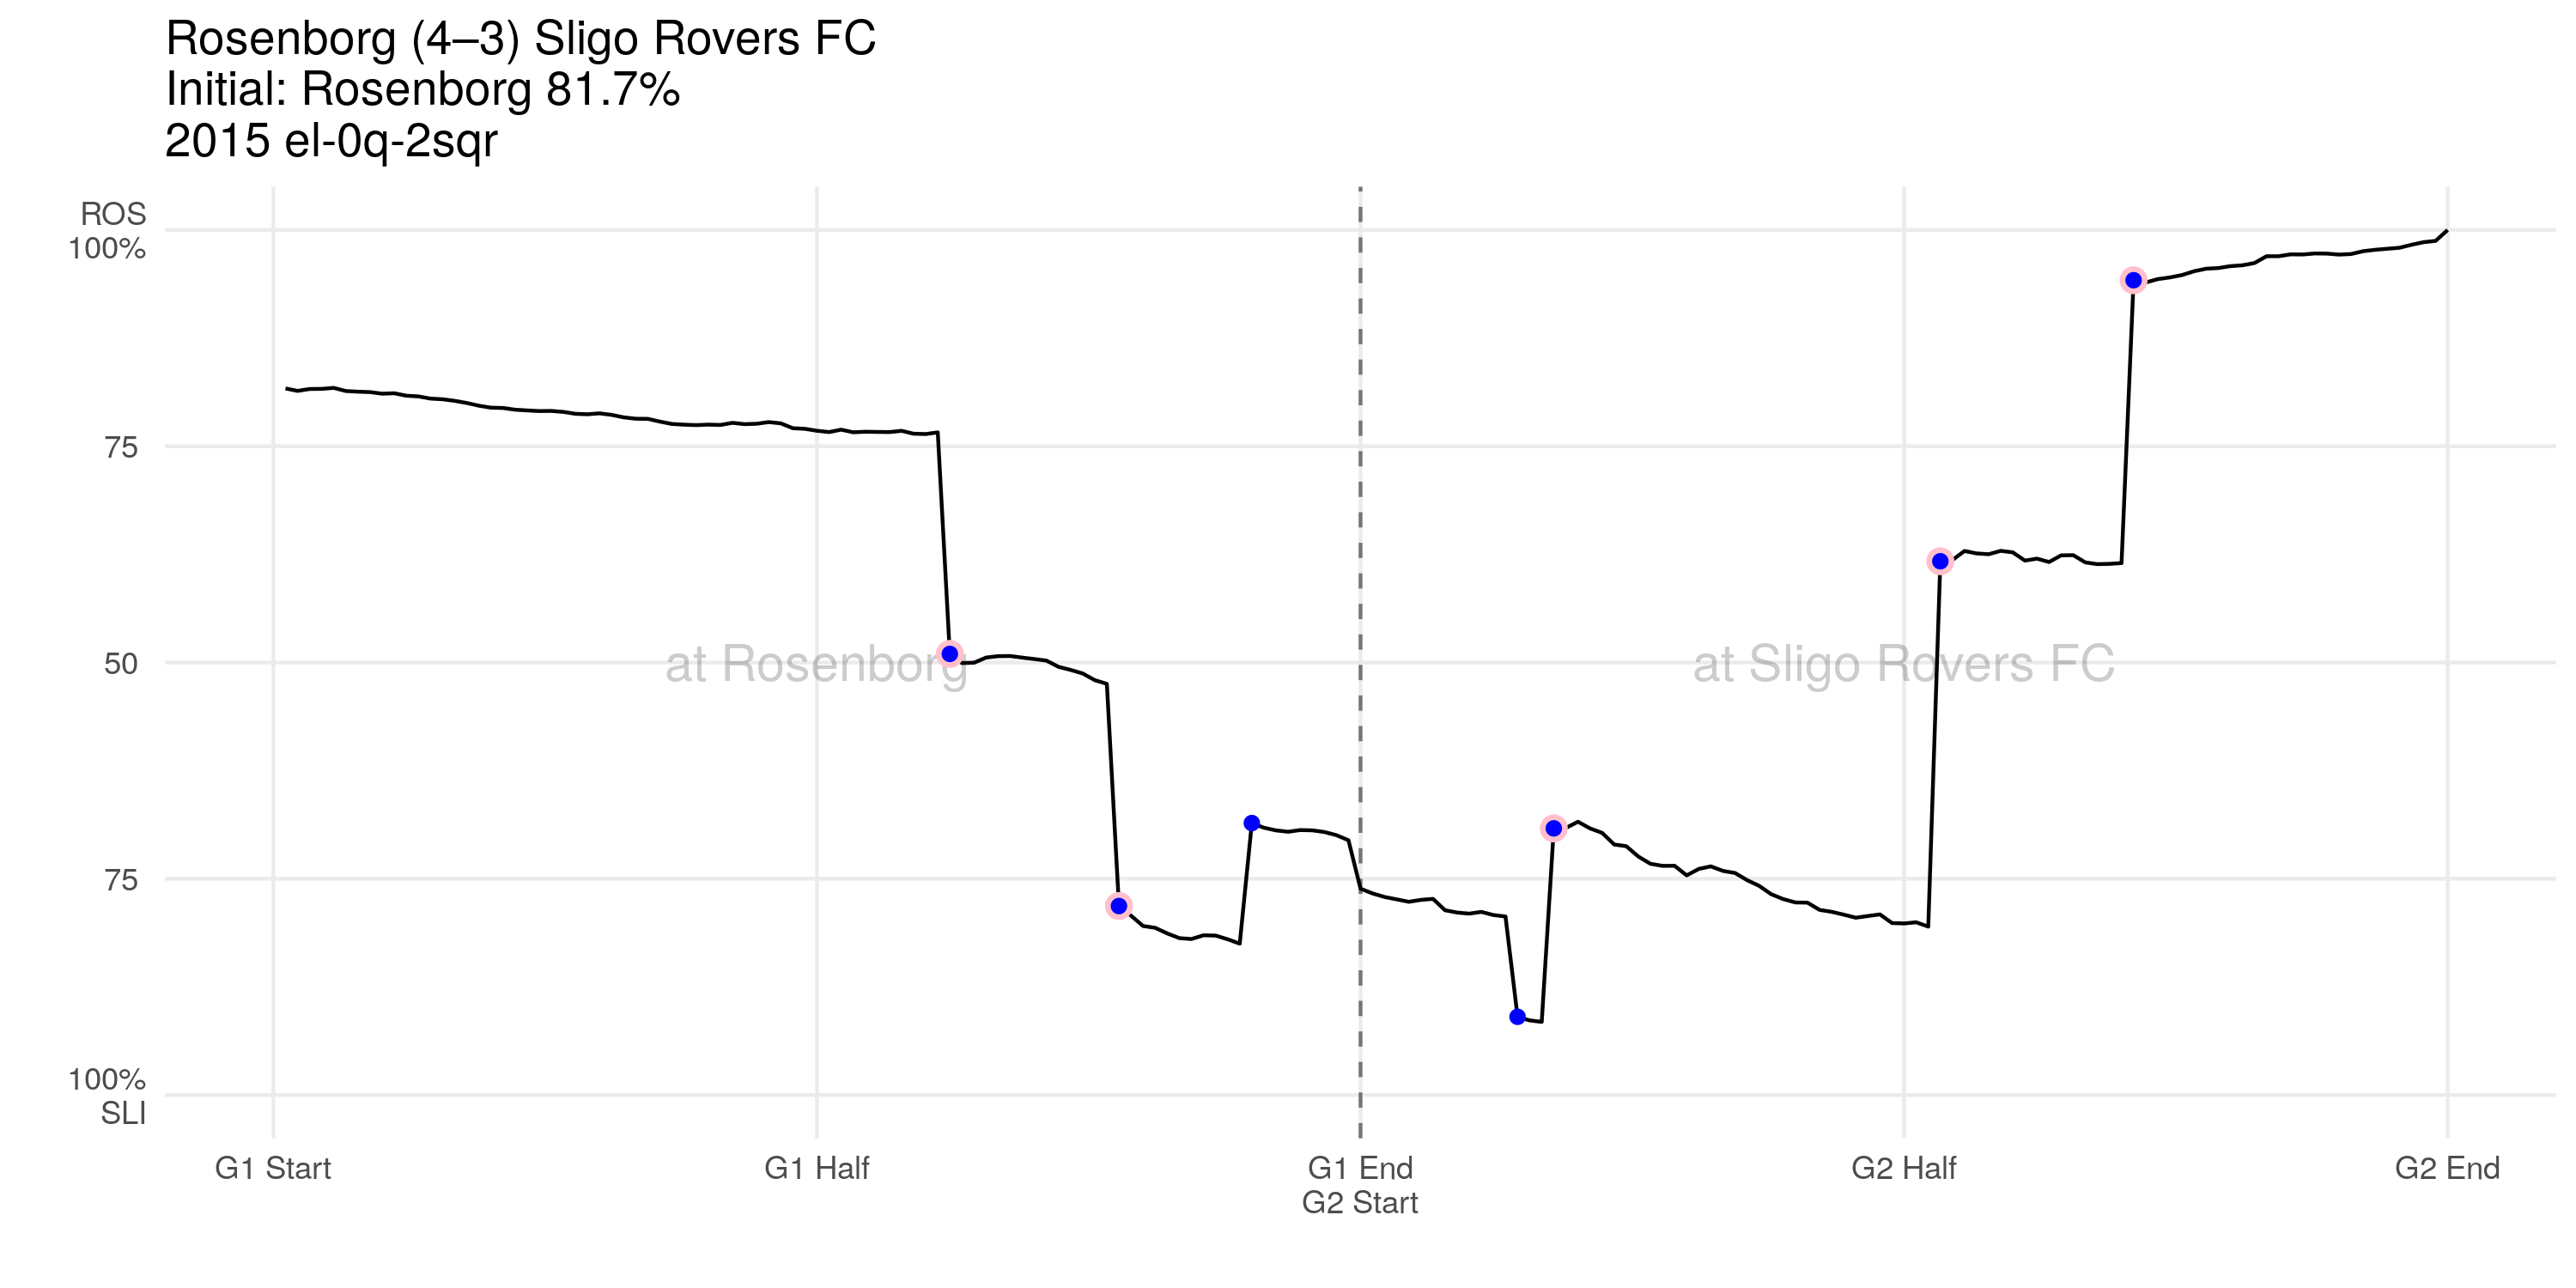 Rosenborg (4–3) Sligo Rovers FC
Initial: Rosenborg 81.7%
2015 el-0q-2sqr
ROS
100%
75
50
75
100%
SLI
at Rosenborg
at Sligo Rovers FC
G1 Start
G1 Half
G1 End
G2 Start
G2 Half
G2 End